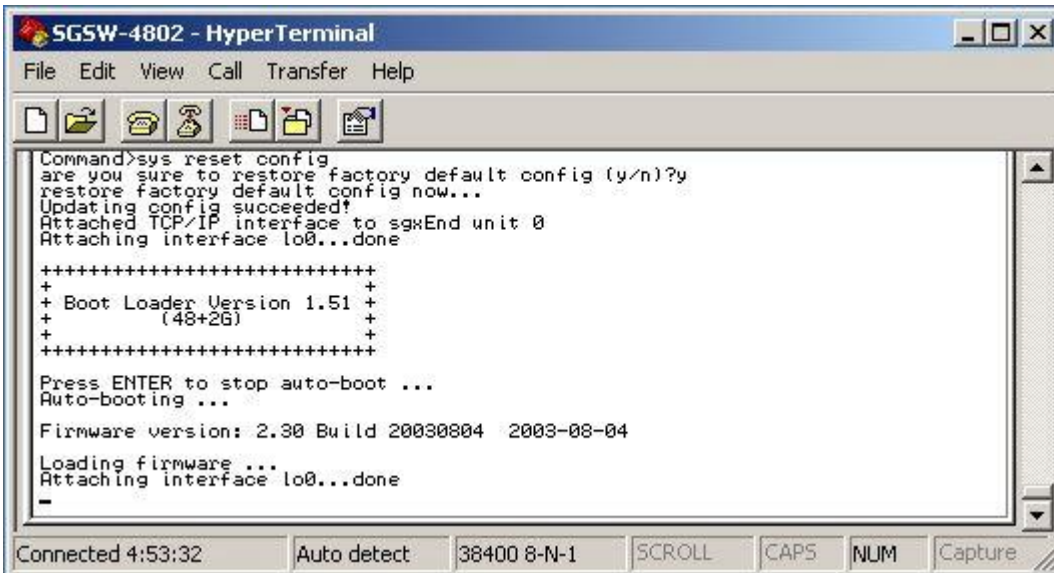 SGSW-4802 - HyperTerminal
File Edit View Call Transfer Help
Command>sys reset config
are you sure to restore factory default config (y/n)?y
restore factory default config now...
Updating config succeeded!
Attached TCP/IP interface to sgxEnd unit 0
Attaching interface lo0...done
+++++++++++++++++++++++++++
+ +
+ Boot Loader Version 1.51 +
+ (48+2G) +
+ +
+++++++++++++++++++++++++++
Press ENTER to stop auto-boot ...
Auto-booting ...
Firmware version: 2.30 Build 20030804 2003-08-04
Loading firmware ...
Attaching interface lo0...done
Connected 4:53:32 Auto detect 38400 8-N-1 SCROLL CAPS NUM Capture